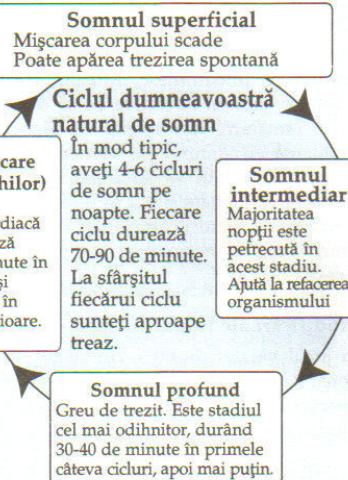 Somnul superficial
Mişcarea corpului scade
Poate apărea trezirea spontană
Ciclul dumneavoastră
natural de somn
În mod tipic,
aveţi 4-6 cicluri
de somn pe
noapte. Fiecare
ciclu durează
70-90 de minute.
La sfârşitul
fiecărui ciclu
sunteţi aproape
treaz.
Somnul
intermediar
Majoritatea
nopţii este
petrecută în
acest stadiu.
Ajută la refacerea
organismului
Somnul profund
Greu de trezit. Este stadiul
cel mai odihnitor, durând
30-40 de minute în primele
câteva cicluri, apoi mai puţin.
care
hilor)
diacă
ză
nute în
şi
în
ioare.